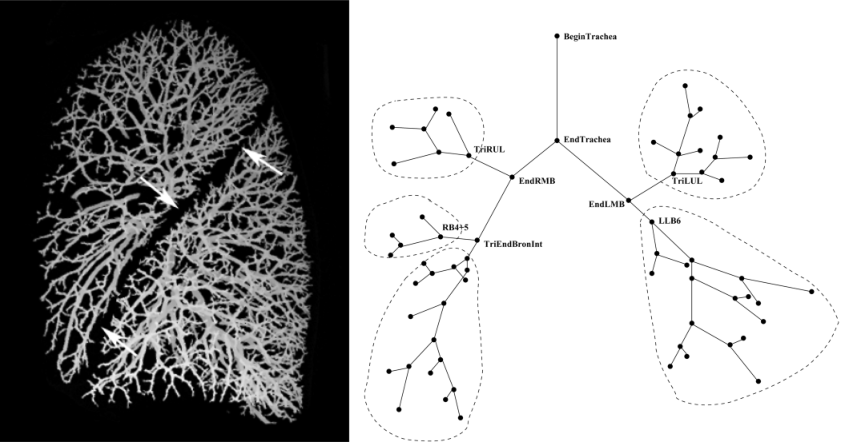 BeginTrachea
EndTrachea
TriRUL
EndRMB
TriLUL
EndLMB
LLB6
RB4+5
TriEndBronInt